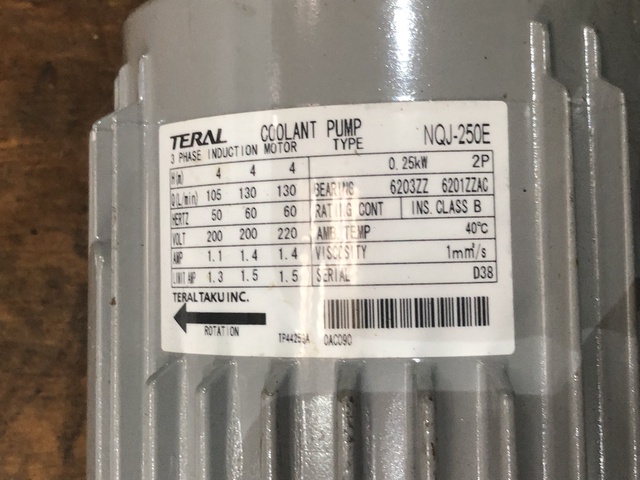 TERAL COOLANT PUMP NQJ-250E
3 PHASE INDUCTION MOTOR TYPE
H(m) 4 4 4 0.25kW 2P
Q(L/min) 105 130 130 BEARING 6203ZZ 6201ZZAC
HERTZ 50 60 60 RATING CONT INS. CLASS B
VOLT 200 200 220 AMB. TEMP 40℃
AMP 1.1 1.4 1.4 VISCOSITY 1mm²/s
LIMIT AMP 1.3 1.5 1.5 SERIAL D38
TERAL TAKU INC.
ROTATION 0AC090